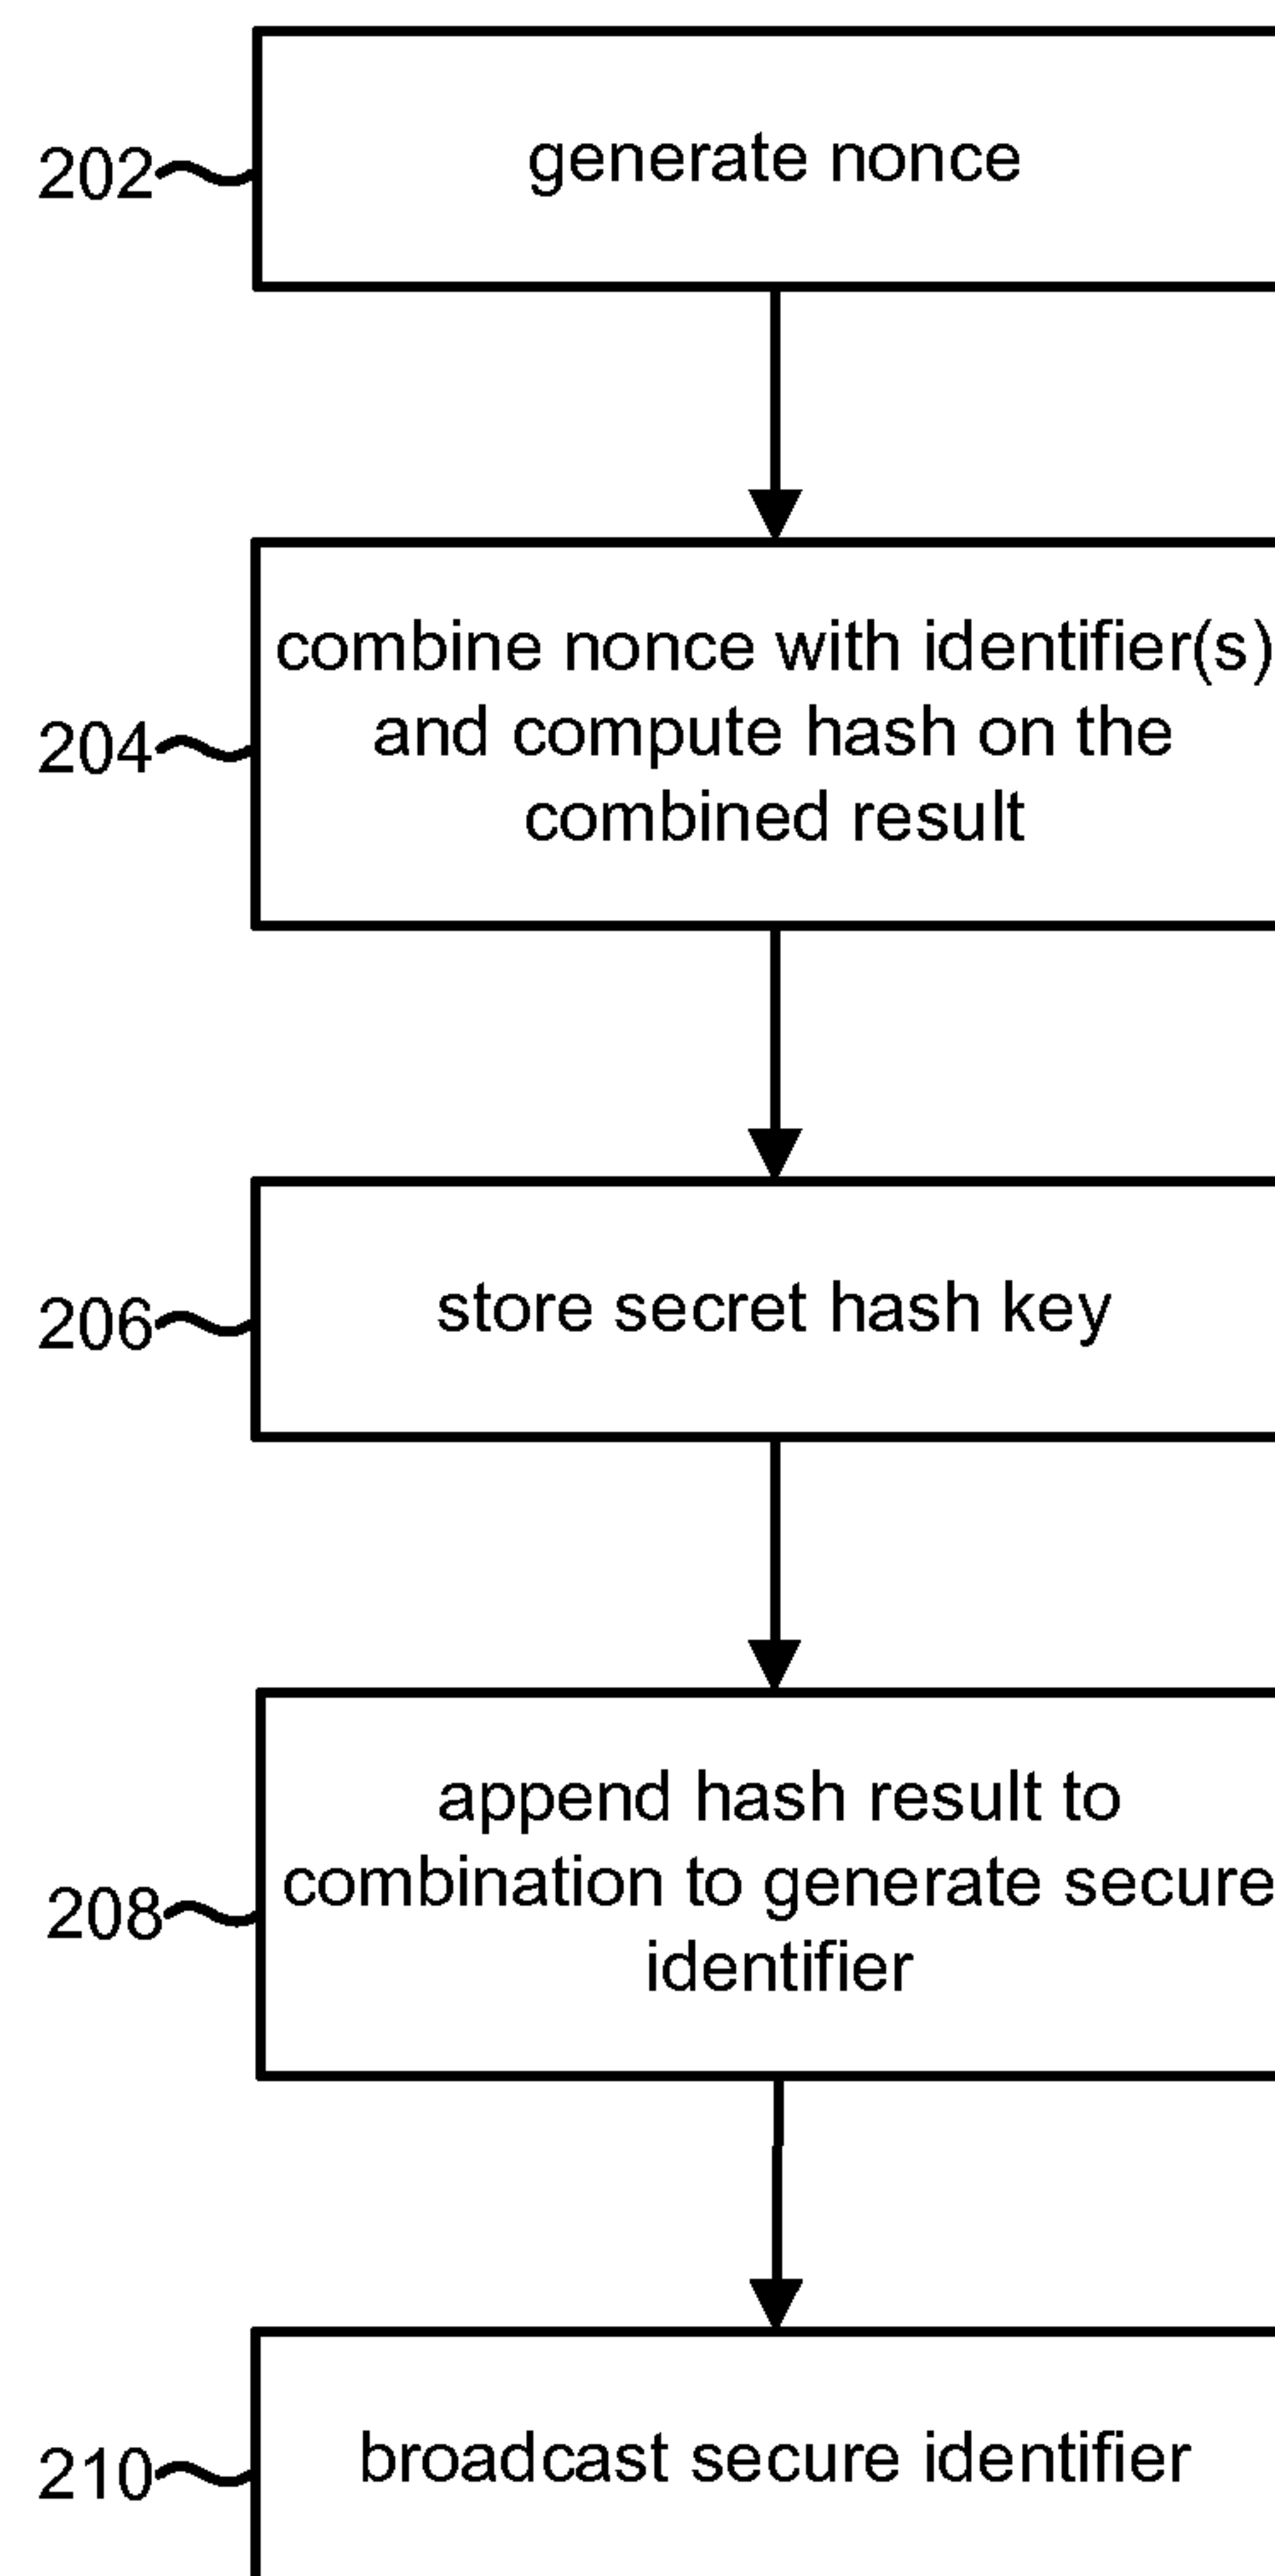 202
generate nonce
204
combine nonce with identifier(s)
and compute hash on the
combined result
206
store secret hash key
208
append hash result to
combination to generate secure
identifier
210
broadcast secure identifier